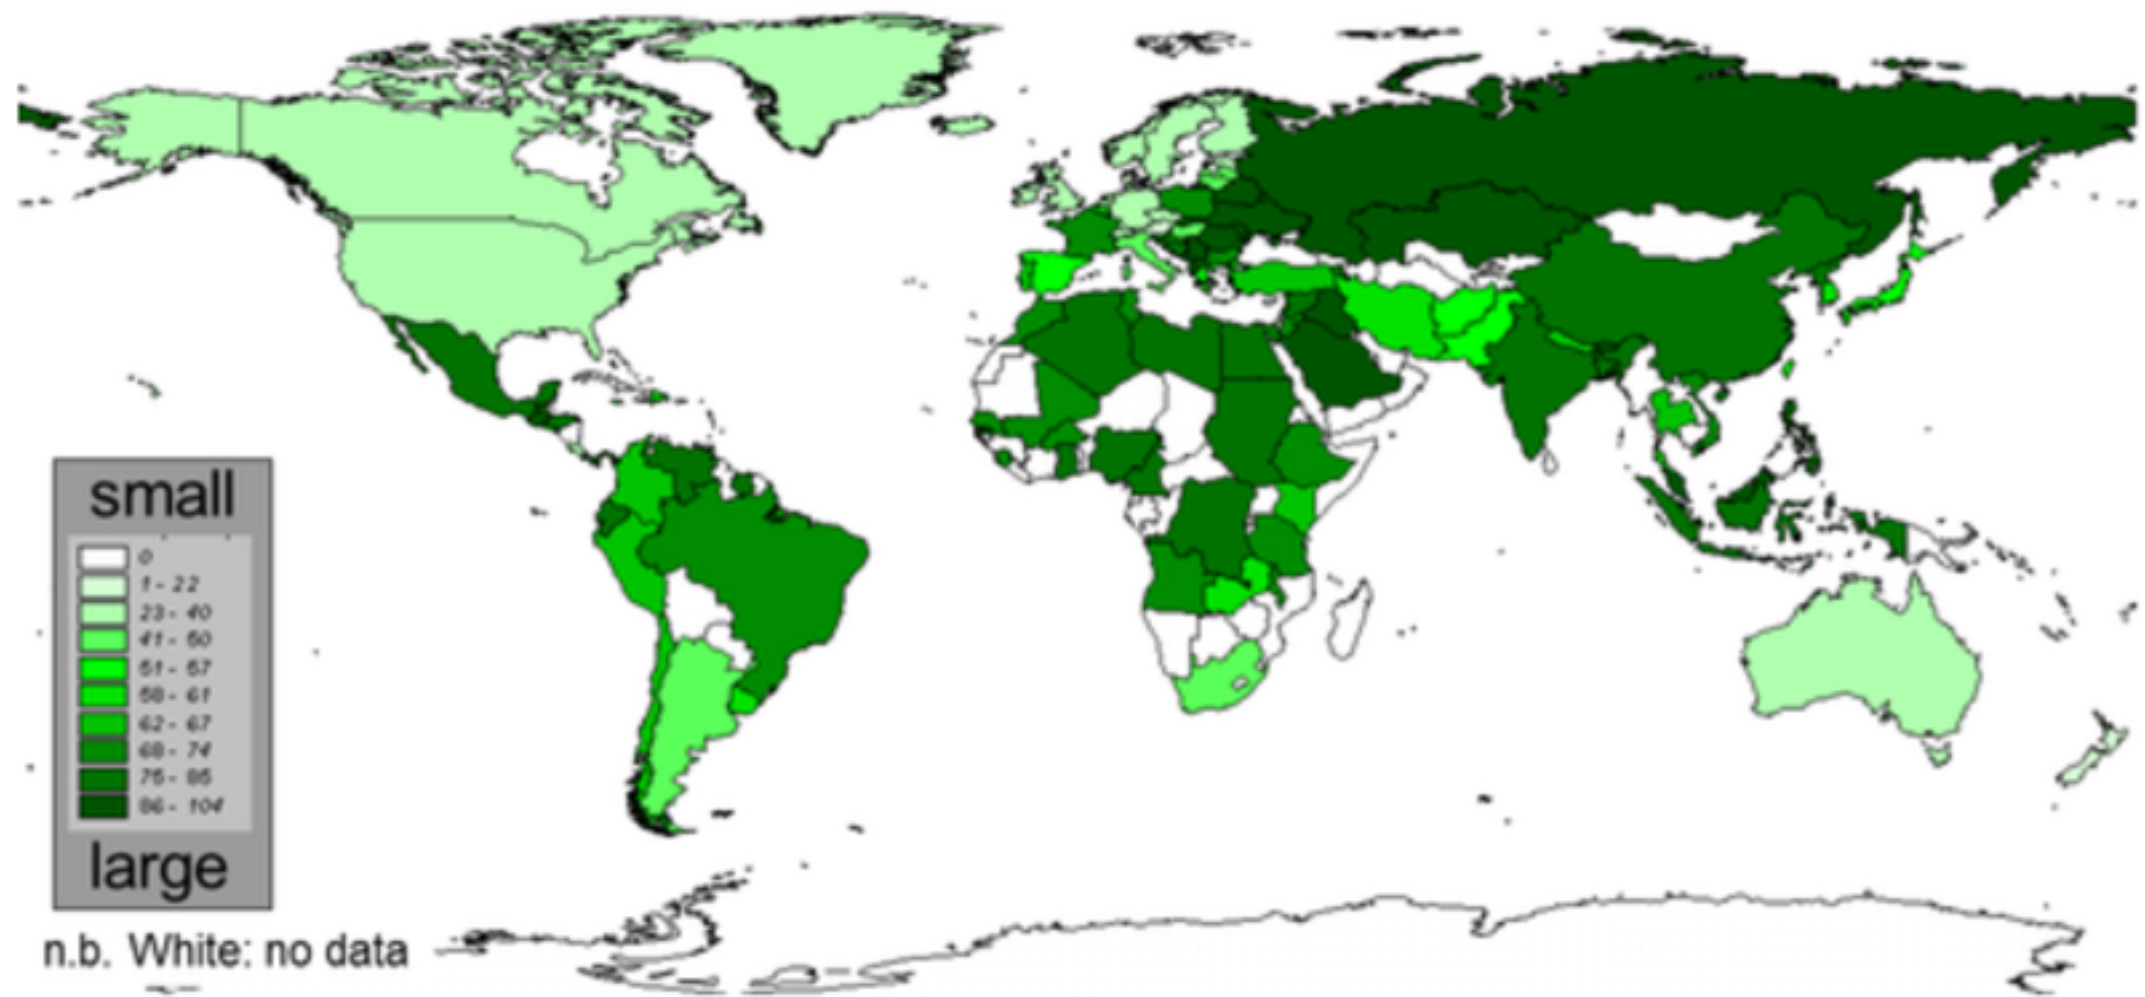 small
0
1 - 22
23 - 40
41 - 50
51 - 57
58 - 61
62 - 67
68 - 74
75 - 85
86 - 104
large
n.b. White: no data